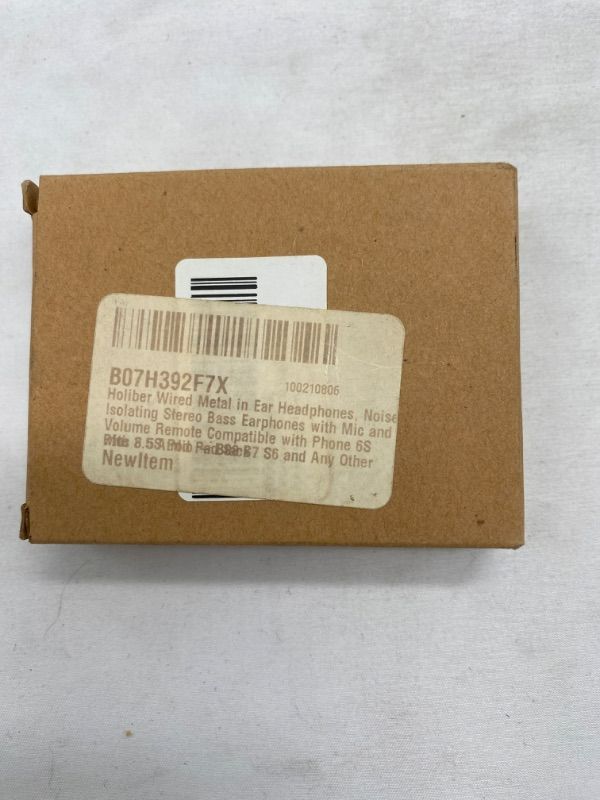 B07H392F7X 100210806
Holiber Wired Metal in Ear Headphones, Noise
Isolating Stereo Bass Earphones with Mic and
Volume Remote Compatible with Phone 6S
S6 and Any Other
NewItem